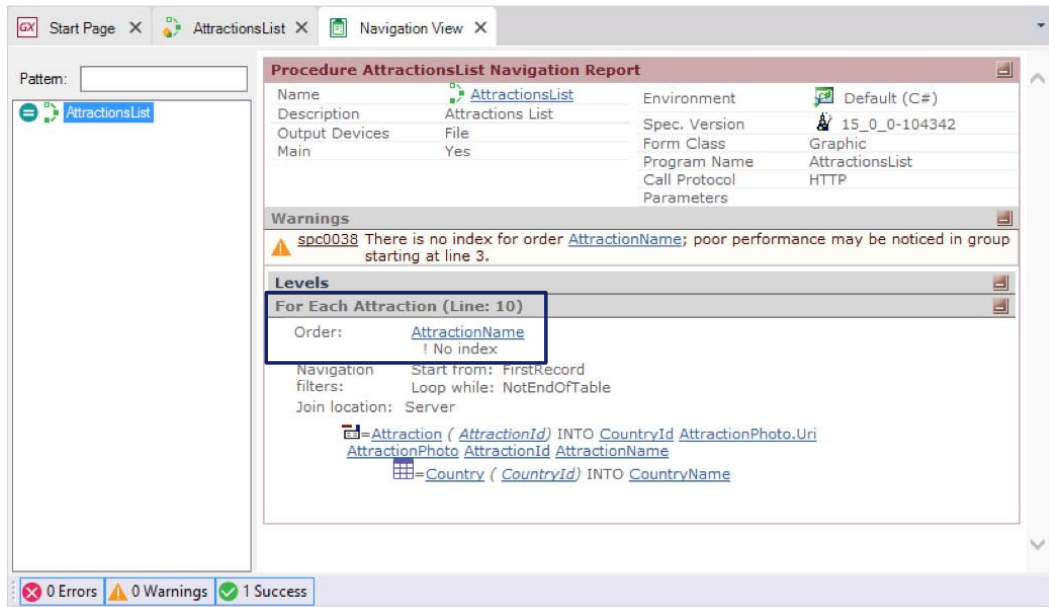 GX Start Page X AttractionsList X Navigation View X
Pattern:
AttractionsList
Procedure AttractionsList Navigation Report
Name AttractionsList
Description Attractions List
Output Devices File
Main Yes
Environment Default (C#)
Spec. Version 15_0_0-104342
Form Class Graphic
Program Name AttractionsList
Call Protocol HTTP
Parameters
Warnings
spc0038 There is no index for order AttractionName; poor performance may be noticed in group
starting at line 3.
Levels
For Each Attraction (Line: 10)
Order: AttractionName
! No index
Navigation Start from: FirstRecord
filters: Loop while: NotEndOfTable
Join location: Server
=Attraction ( AttractionId) INTO CountryId AttractionPhoto.Uri
AttractionPhoto AttractionId AttractionName
=Country ( CountryId) INTO CountryName
0 Errors 0 Warnings 1 Success